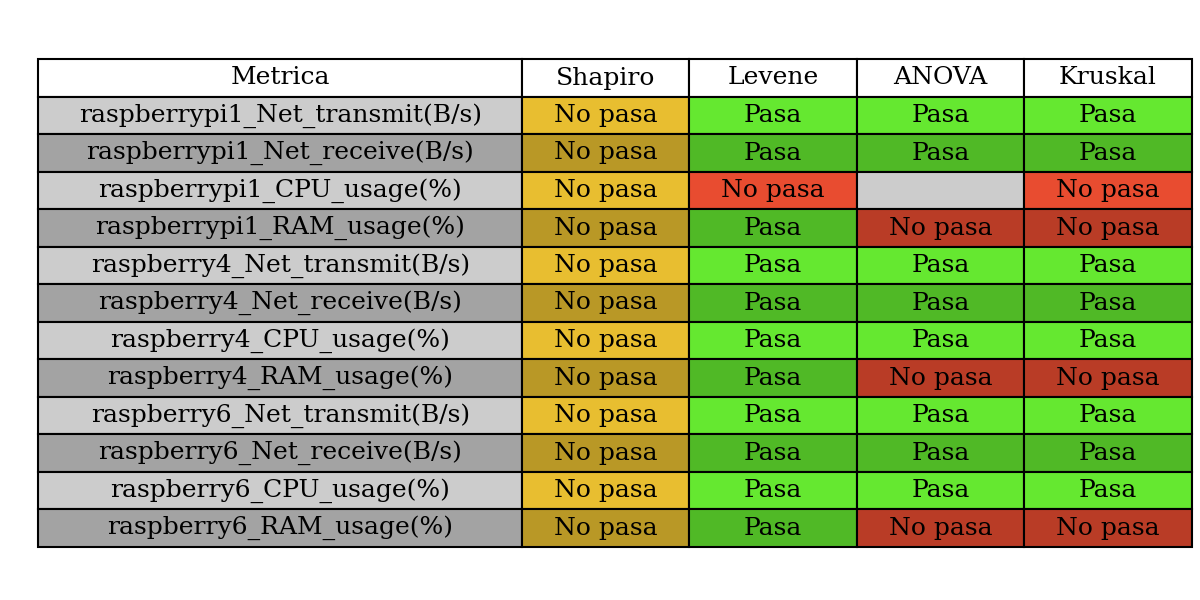 Metrica Shapiro Levene ANOVA Kruskal
raspberrypi1_Net_transmit(B/s) No pasa Pasa Pasa Pasa
raspberrypi1_Net_receive(B/s) No pasa Pasa Pasa Pasa
raspberrypi1_CPU_usage(%) No pasa No pasa No pasa
raspberrypi1_RAM_usage(%) No pasa Pasa No pasa No pasa
raspberry4_Net_transmit(B/s) No pasa Pasa Pasa Pasa
raspberry4_Net_receive(B/s) No pasa Pasa Pasa Pasa
raspberry4_CPU_usage(%) No pasa Pasa Pasa Pasa
raspberry4_RAM_usage(%) No pasa Pasa No pasa No pasa
raspberry6_Net_transmit(B/s) No pasa Pasa Pasa Pasa
raspberry6_Net_receive(B/s) No pasa Pasa Pasa Pasa
raspberry6_CPU_usage(%) No pasa Pasa Pasa Pasa
raspberry6_RAM_usage(%) No pasa Pasa No pasa No pasa